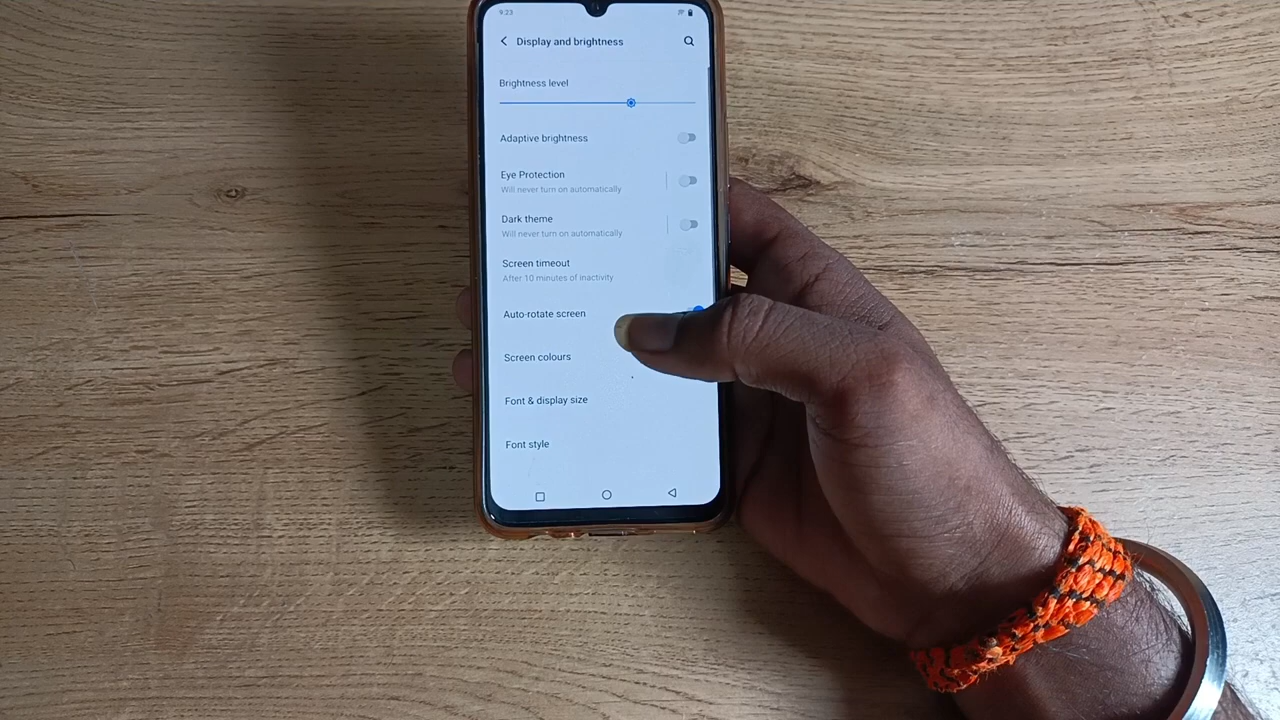 9:23
Display and brightness
Brightness level
Adaptive brightness
Eye Protection
Will never turn on automatically
Dark theme
Will never turn on automatically
Screen timeout
After 10 minutes of inactivity
Auto-rotate screen
Screen colours
Font & display size
Font style